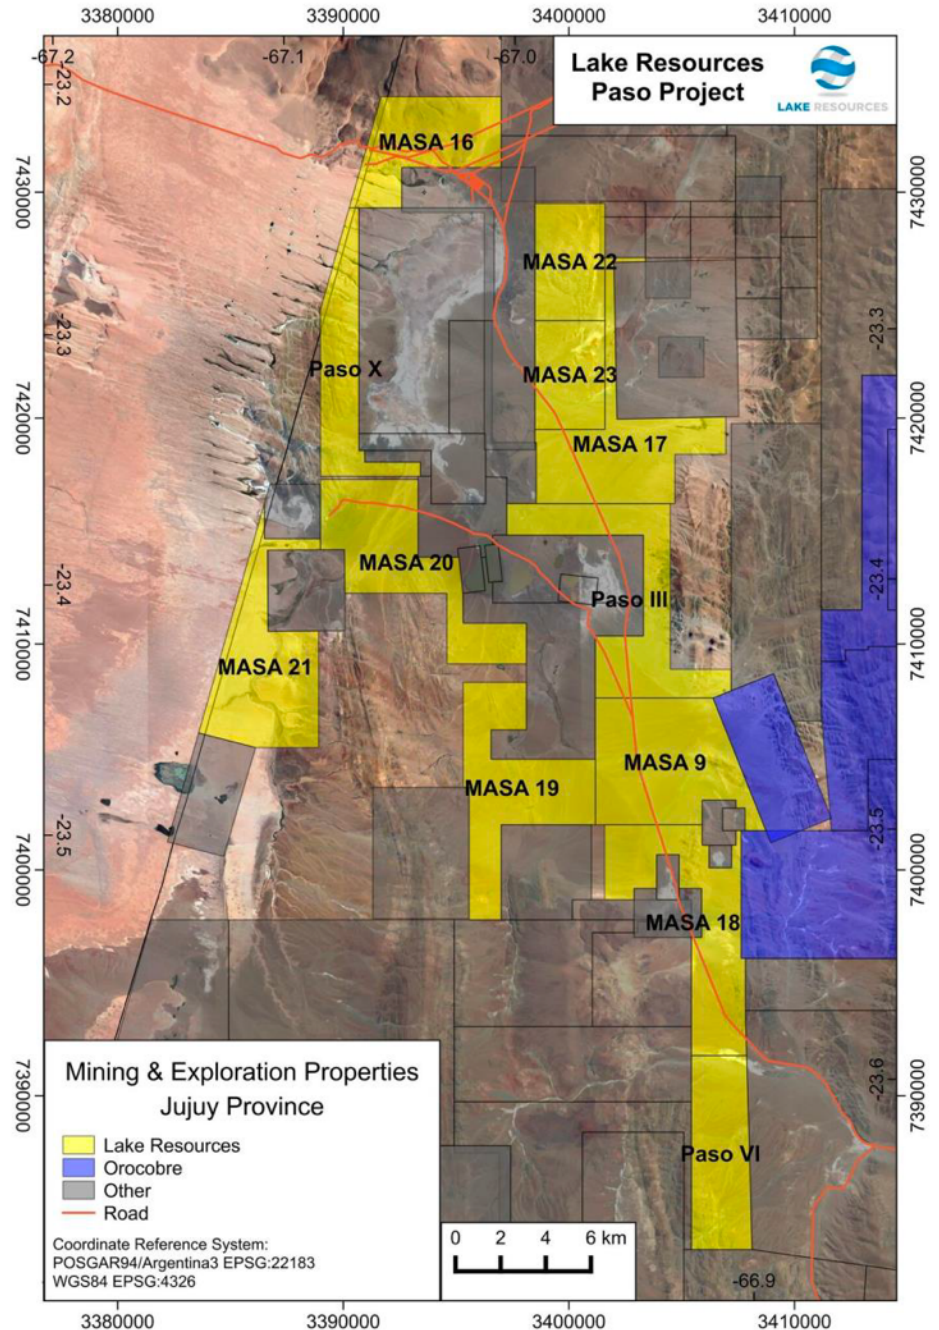 3380000
3390000
3400000
3410000
-67.2
-67.1
-67.0
-23.2
Lake Resources
Paso Project
LAKE RESOURCES
MASA 16
7430000
7430000
MASA 22
-23.3
-23.3
Paso X
MASA 23
7420000
7420000
MASA 17
MASA 20
-23.4
-23.4
Paso III
7410000
7410000
MASA 21
MASA 9
MASA 19
-23.5
-23.5
7400000
7400000
MASA 18
Mining & Exploration Properties
Jujuy Province
7390000
7390000
-23.6
Paso VI
Lake Resources
Orocobre
Other
Road
Coordinate Reference System:
POSGAR94/Argentina3 EPSG:22183
WGS84 EPSG:4326
0 2 4 6 km
-66.9
3380000
3390000
3400000
3410000